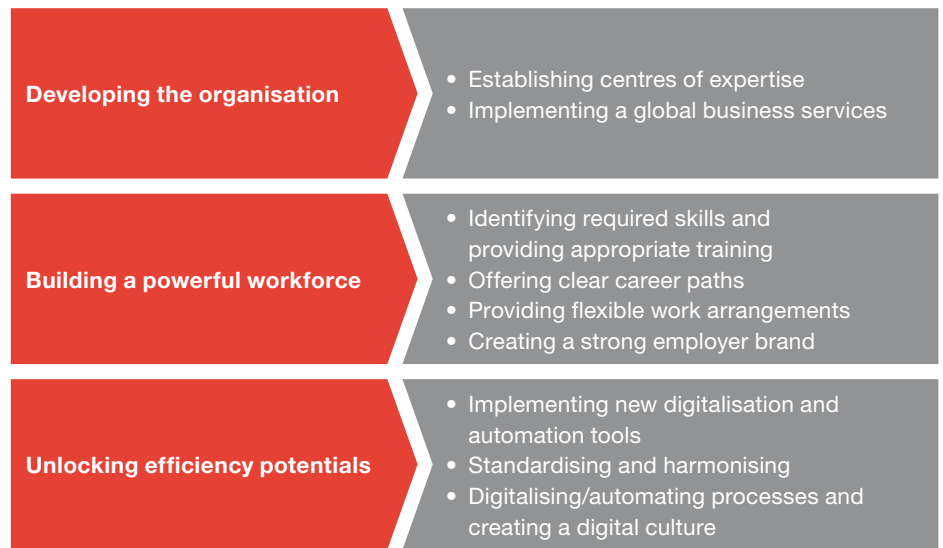 Developing the organisation
• Establishing centres of expertise
• Implementing a global business services
Building a powerful workforce
• Identifying required skills and
providing appropriate training
• Offering clear career paths
• Providing flexible work arrangements
• Creating a strong employer brand
Unlocking efficiency potentials
• Implementing new digitalisation and
automation tools
• Standardising and harmonising
• Digitalising/automating processes and
creating a digital culture